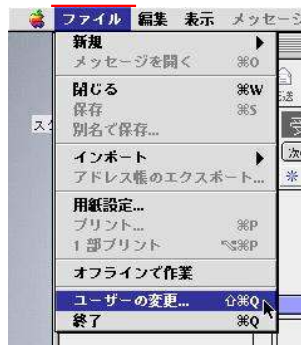 ファイル 編集 表示 メッセー
新規
メッセージを開く ⌘O
閉じる ⌘W
保存 ⌘S
別名で保存...
インポート
アドレス帳のエクスポート...
用紙設定...
プリント... ⌘P
1 部プリント ⌥⌘P
オフラインで作業
ユーザーの変更... ⇧⌘Q
終了 ⌘Q